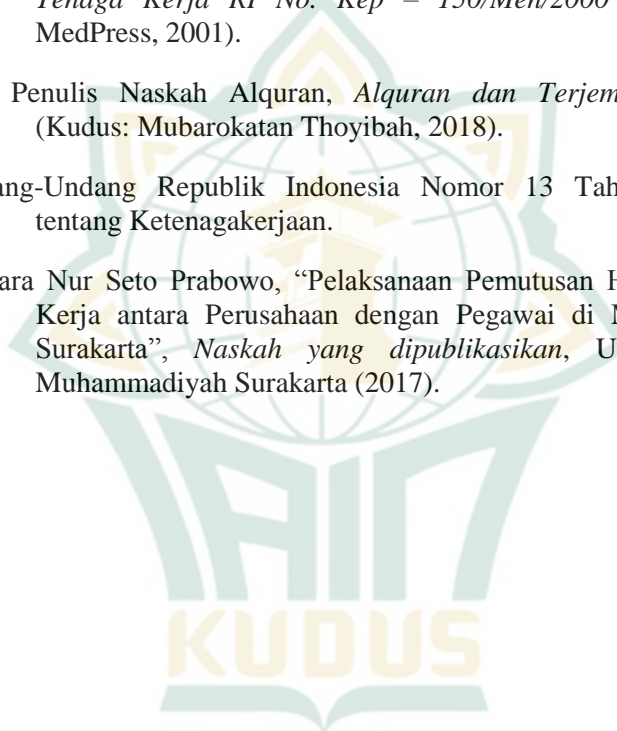 Tenaga Kerja RI No. Kep – 150/Men/2000
MedPress, 2001).
Penulis Naskah Alquran, Alquran dan Terjem
(Kudus: Mubarokatan Thoyibah, 2018).
ang-Undang Republik Indonesia Nomor 13 Tah
tentang Ketenagakerjaan.
ara Nur Seto Prabowo, “Pelaksanaan Pemutusan H
Kerja antara Perusahaan dengan Pegawai di M
Surakarta”, Naskah yang dipublikasikan, U
Muhammadiyah Surakarta (2017).
IAIN
KUDUS